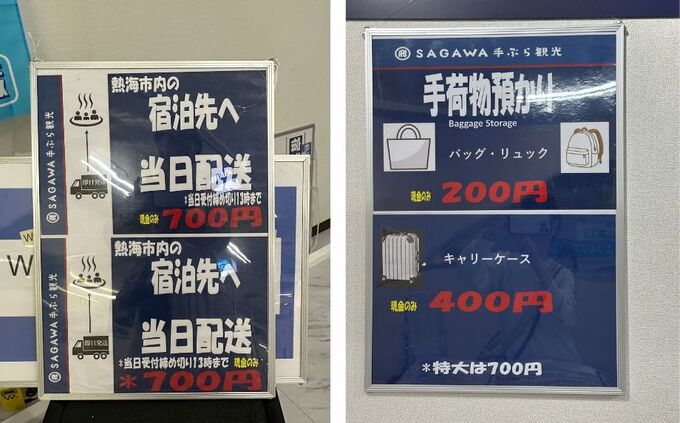 SAGAWA 手ぶら観光
即日発送
熱海市内の
宿泊先へ
当日配送
*当日受付締め切り13時まで
現金のみ 700円
SAGAWA 手ぶら観光
即日発送
熱海市内の
宿泊先へ
当日配送
*当日受付締め切り13時まで 現金のみ
*700円
W
W
SAGAWA 手ぶら観光
手荷物預かり
Baggage Storage
バッグ・リュック
現金のみ 200円
キャリーケース
現金のみ 400円
*特大は700円